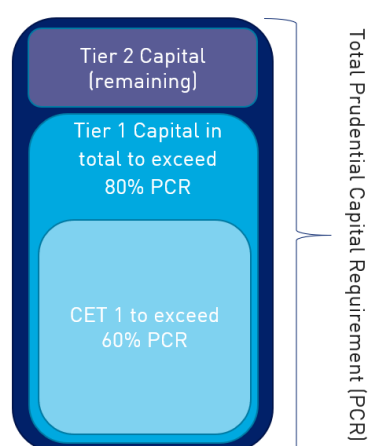 Tier 2 Capital
(remaining)
Tier 1 Capital in
total to exceed
80% PCR
CET 1 to exceed
60% PCR
Total Prudential Capital Requirement (PCR)